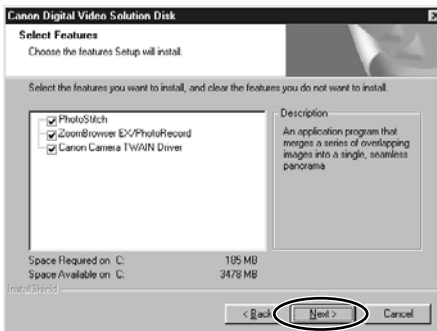 Canon Digital Video Solution Disk
Select Features
Choose the features Setup will install.
Select the features you want to install, and clear the features you do not want to install.
PhotoStitch
ZoomBrowser EX/PhotoRecord
Canon Camera TWAIN Driver
Description
An application program that
merges a series of overlapping
images into a single, seamless
panorama
Space Required on C: 185 MB
Space Available on C: 3478 MB
InstallShield
< Back Next > Cancel